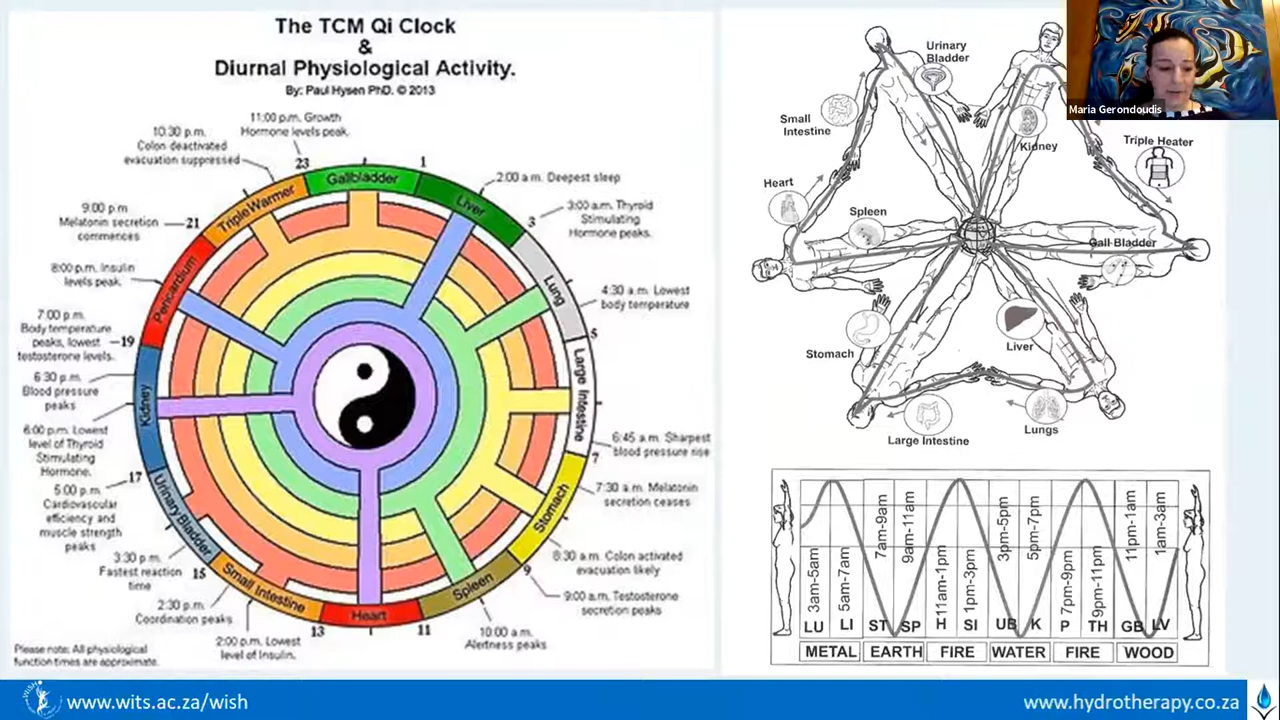 The TCM Qi Clock
&
Diurnal Physiological Activity.
By: Paul Hysen PhD. © 2013
11:00 p.m. Growth
Hormone levels peak.
10:30 p.m.
Colon deactivated
evacuation suppressed
9:00 p.m
Melatonin secretion
commences
8:00 p.m. Insulin
levels peak.
7:00 p.m.
Body temperature
peaks, lowest
testosterone levels.
6:30 p.m.
Blood pressure
peaks
6:00 p.m. Lowest
level of Thyroid
Stimulating
Hormone.
5:00 p.m.
Cardiovascular
efficiency and
muscle strength
peaks
3:30 p.m.
Fastest reaction
time
2:30 p.m.
Coordination peaks
2:00 p.m. Lowest
level of Insulin.
2:00 a.m. Deepest sleep
3:00 a.m. Thyroid
Stimulating
Hormone peaks.
4:30 a.m. Lowest
body temperature
6:45 a.m. Sharpest
blood pressure rise
7:30 a.m. Melatonin
secretion ceases
8:30 a.m. Colon activated
evacuation likely
9:00 a.m. Testosterone
secretion peaks
10:00 a.m.
Alertness peaks
23
1
3
5
7
9
11
13
15
17
19
21
Gallbladder
Liver
Lung
Large Intestine
Stomach
Spleen
Heart
Small Intestine
Urinary Bladder
Kidney
Pericardium
Triple Warmer
Please note: All physiological
function times are approximate.
Urinary
Bladder
Small
Intestine
Kidney
Triple Heater
Heart
Spleen
Gall Bladder
Stomach
Liver
Large Intestine
Lungs
Maria Gerondoudis
3am-5am
5am-7am
7am-9am
9am-11am
11am-1pm
1pm-3pm
3pm-5pm
5pm-7pm
7pm-9pm
9pm-11pm
11pm-1am
1am-3am
LU LI ST SP H SI UB K P TH GB LV
METAL EARTH FIRE WATER FIRE WOOD
WISH
www.wits.ac.za/wish
www.hydrotherapy.co.za